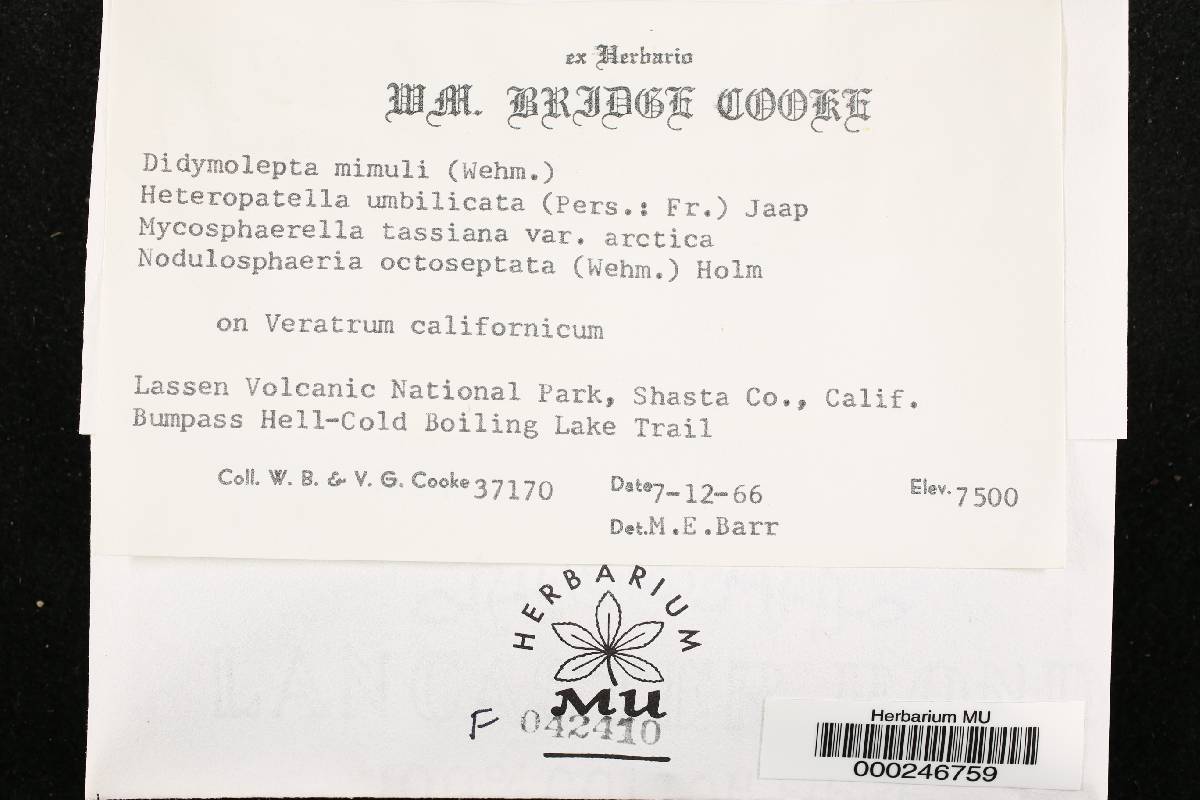 ex Herbario
WM. BRIDGE COOKE
Didymolepta mimuli (Wehm.)
Heteropatella umbilicata (Pers.: Fr.) Jaap
Mycosphaerella tassiana var. arctica
Nodulosphaeria octoseptata (Wehm.) Holm
on Veratrum californicum
Lassen Volcanic National Park, Shasta Co., Calif.
Bumpass Hell-Cold Boiling Lake Trail
Coll. W. B. & V. G. Cooke 37170 Date 7-12-66 Elev. 7500
Det. M.E.Barr
HERBARIUM
MU
F 042410
Herbarium MU
000246759